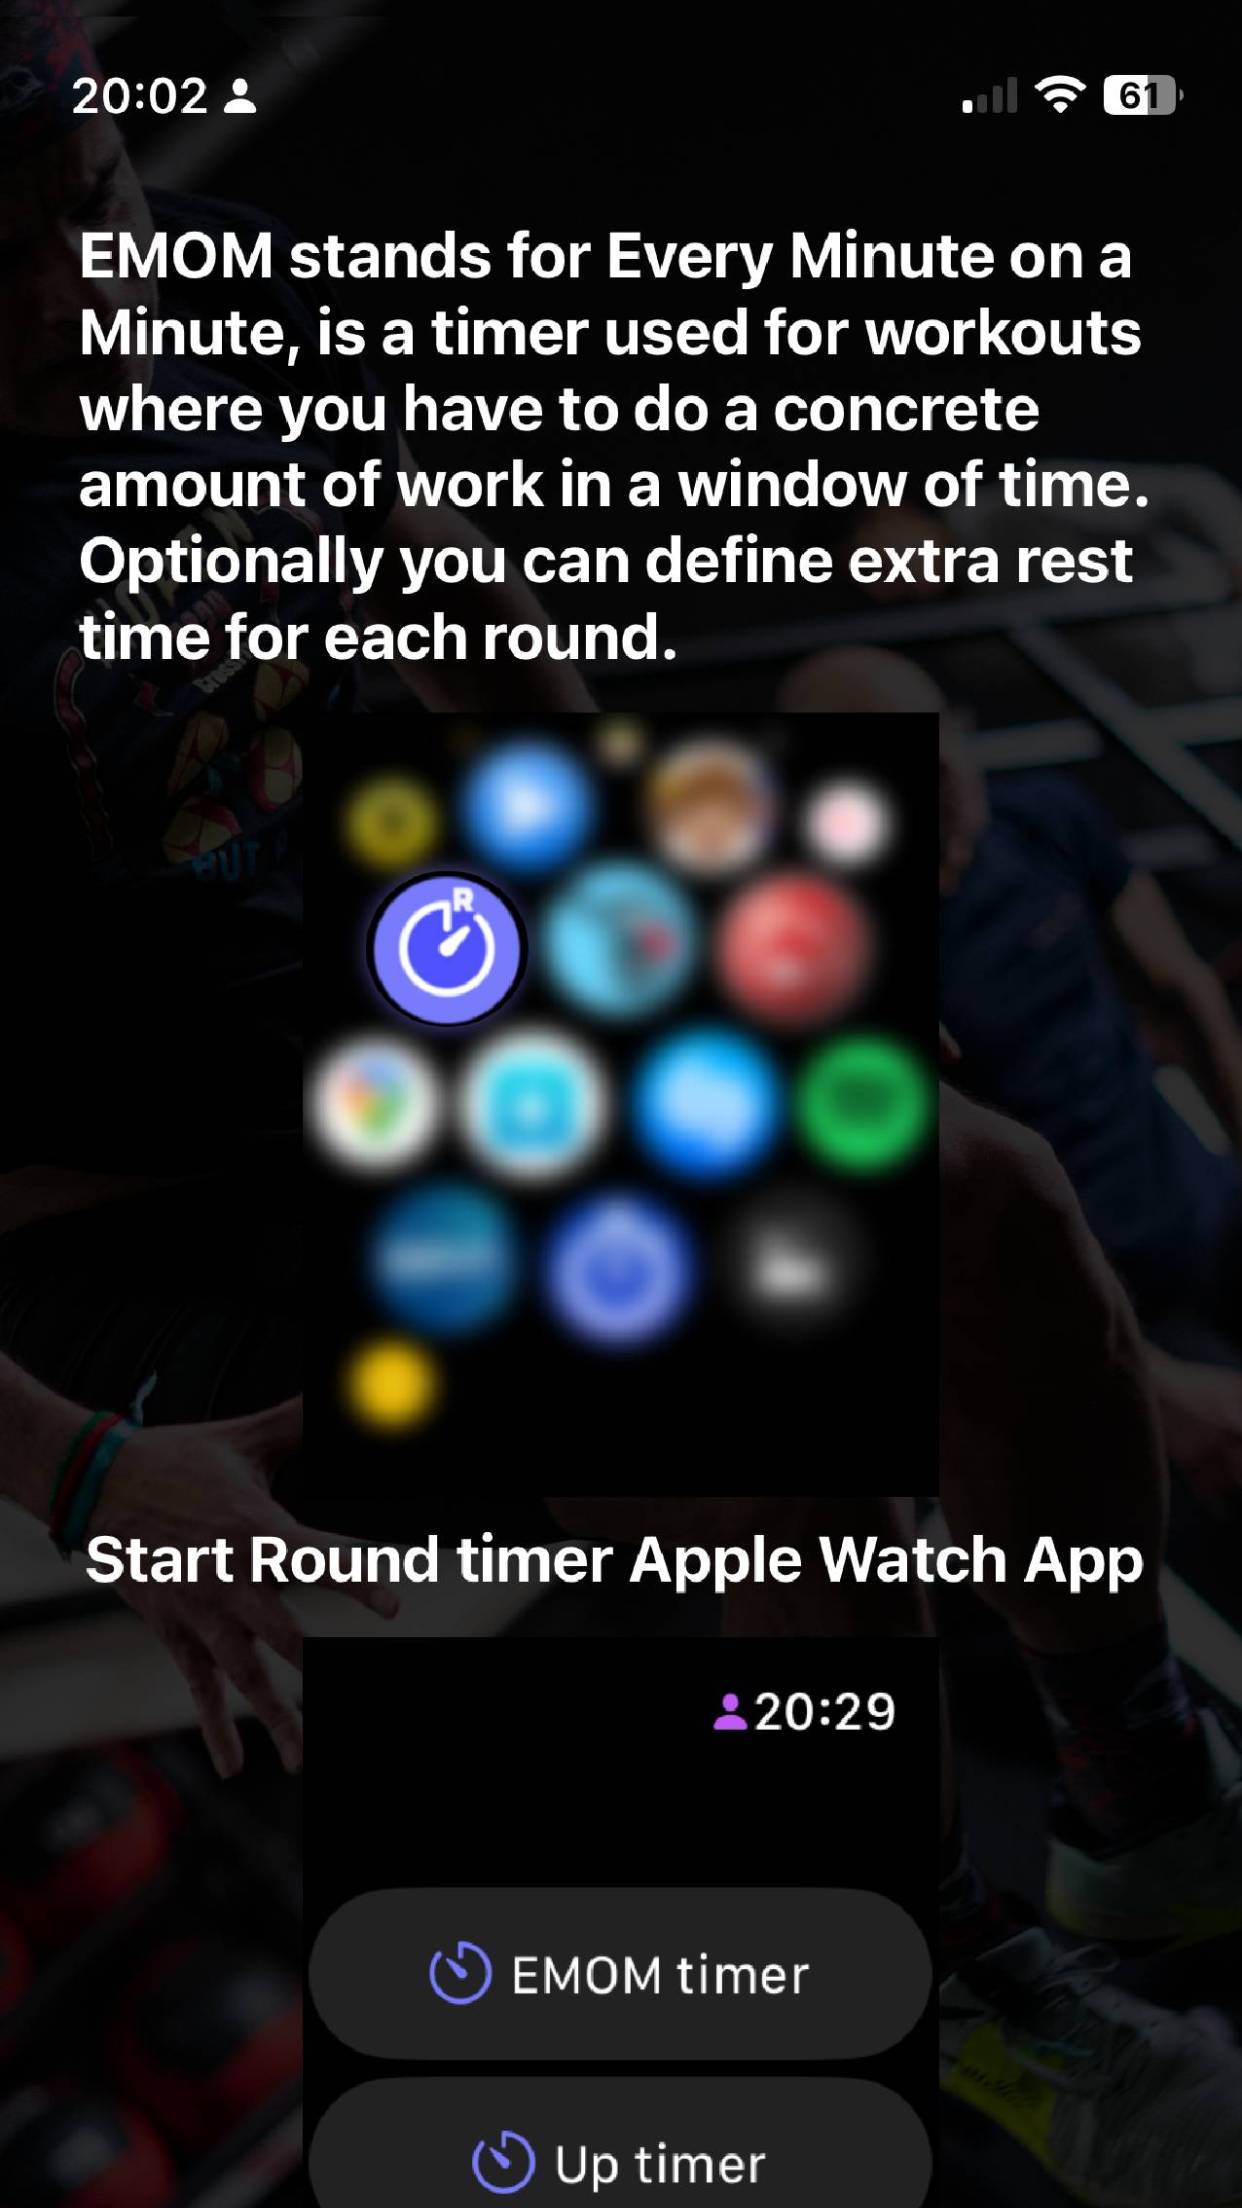 20:02
61
EMOM stands for Every Minute on a
Minute, is a timer used for workouts
where you have to do a concrete
amount of work in a window of time.
Optionally you can define extra rest
time for each round.
BUT
R
Start Round timer Apple Watch App
20:29
EMOM timer
Up timer